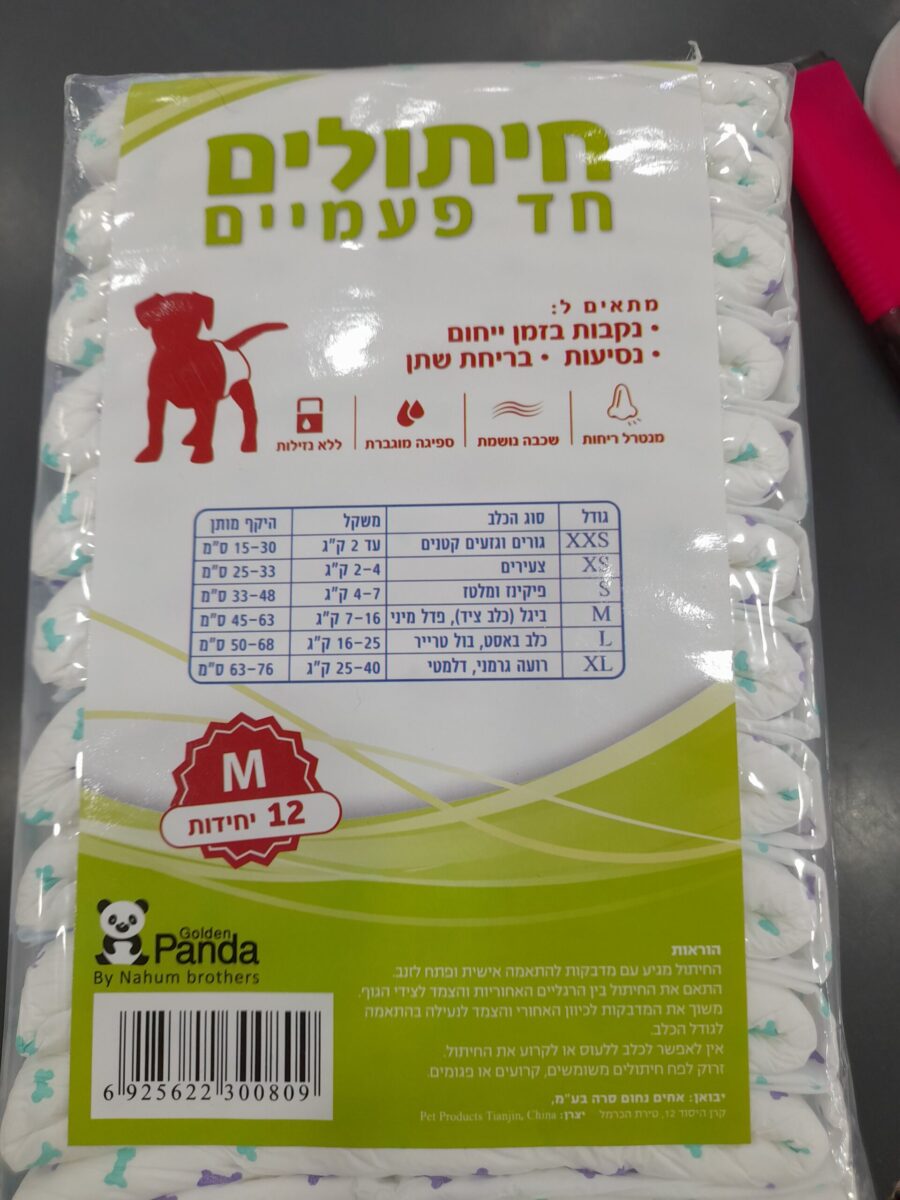 חיתולים
חד פעמיים
מתאים ל:
• נקבות בזמן ייחום
• נסיעות • בריחת שתן
מנטרל ריחות
שכבה נושמת
ספיגה מוגברת
ללא נזילות
גודל סוג הכלב משקל היקף מותן
XXS גורים וגזעים קטנים עד 2 ק"ג 15-30 ס"מ
XS צעירים 2-4 ק"ג 25-33 ס"מ
S פיקינז ומלטז 4-7 ק"ג 33-48 ס"מ
M ביגל (כלב ציד), פדל מיני 7-16 ק"ג 45-63 ס"מ
L כלב באסט, בול טרייר 16-25 ק"ג 50-68 ס"מ
XL רועה גרמני, דלמטי 25-40 ק"ג 63-76 ס"מ
M
12 יחידות
Golden
Panda
By Nahum brothers
הוראות
החיתול מגיע עם מדבקות להתאמה אישית ופתח לזנב.
התאם את החיתול בין הרגליים האחוריות והצמד לצידי הגוף.
משוך את המדבקות לכיוון האחורי והצמד לנעילה בהתאמה
לגודל הכלב.
אין לאפשר לכלב ללעוס או לקרוע את החיתול.
זרוק לפח חיתולים משומשים, קרועים או פגומים.
יבואן: אחים נחום סרה בע"מ,
קרן היסוד 12, טירת הכרמל יצרן: Pet Products Tianjin, China
6 925622 300809